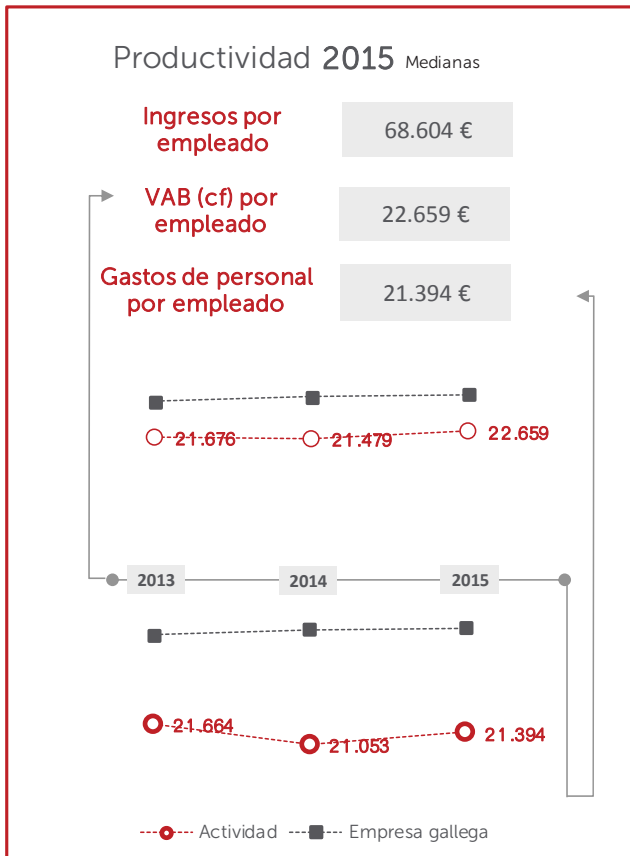 Productividad 2015 Medianas
Ingresos por
empleado
68.604 €
VAB (cf) por
empleado
22.659 €
Gastos de personal
por empleado
21.394 €
21.676
21.479
22.659
2013
2014
2015
21.664
21.053
21.394
Actividad
Empresa gallega